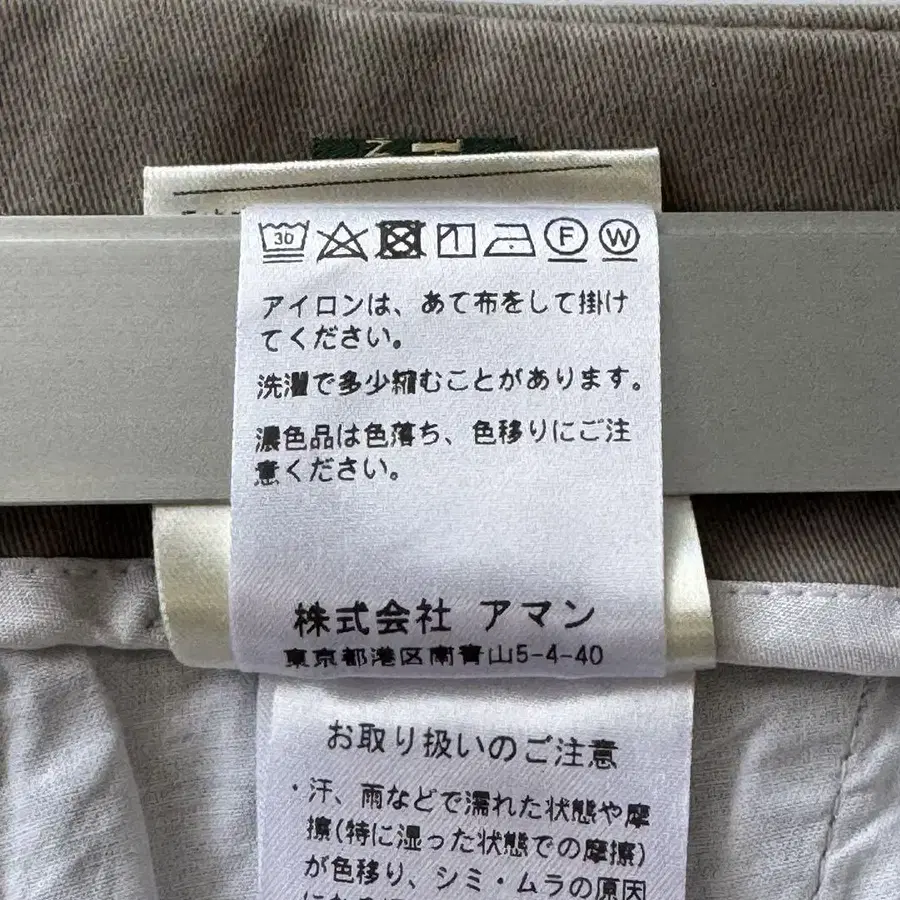 30 F W
アイロンは、あて布をして掛け
てください。
洗濯で多少縮むことがあります。
濃色品は色落ち、色移りにご注
意ください。
株式会社 アマン
東京都港区南青山5-4-40
お取り扱いのご注意
・汗、雨などで濡れた状態や摩
擦(特に湿った状態での摩擦)
が色移り、シミ・ムラの原因